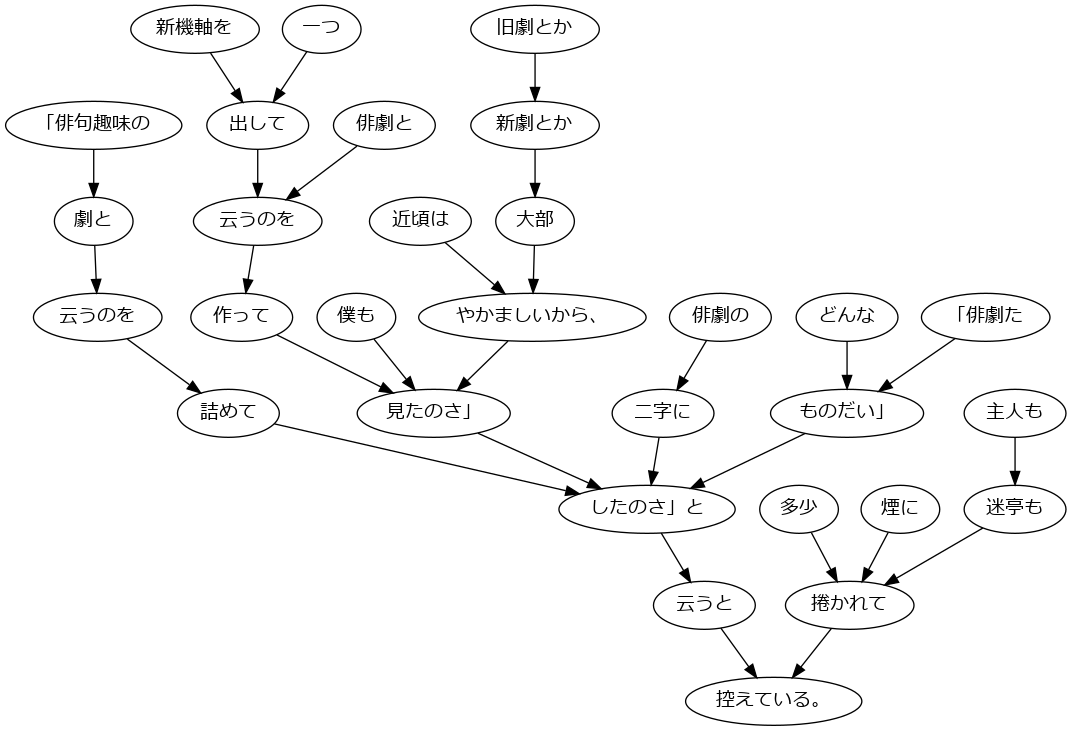 新機軸を 一つ 旧劇とか
「俳句趣味の 出して 俳劇と 新劇とか
劇と 云うのを 近頃は 大部
云うのを 作って 僕も やかましいから、 俳劇の どんな 「俳劇た
詰めて 見たのさ」 二字に ものだい」 主人も
したのさ」と 多少 煙に 迷亭も
云うと 捲かれて
控えている。